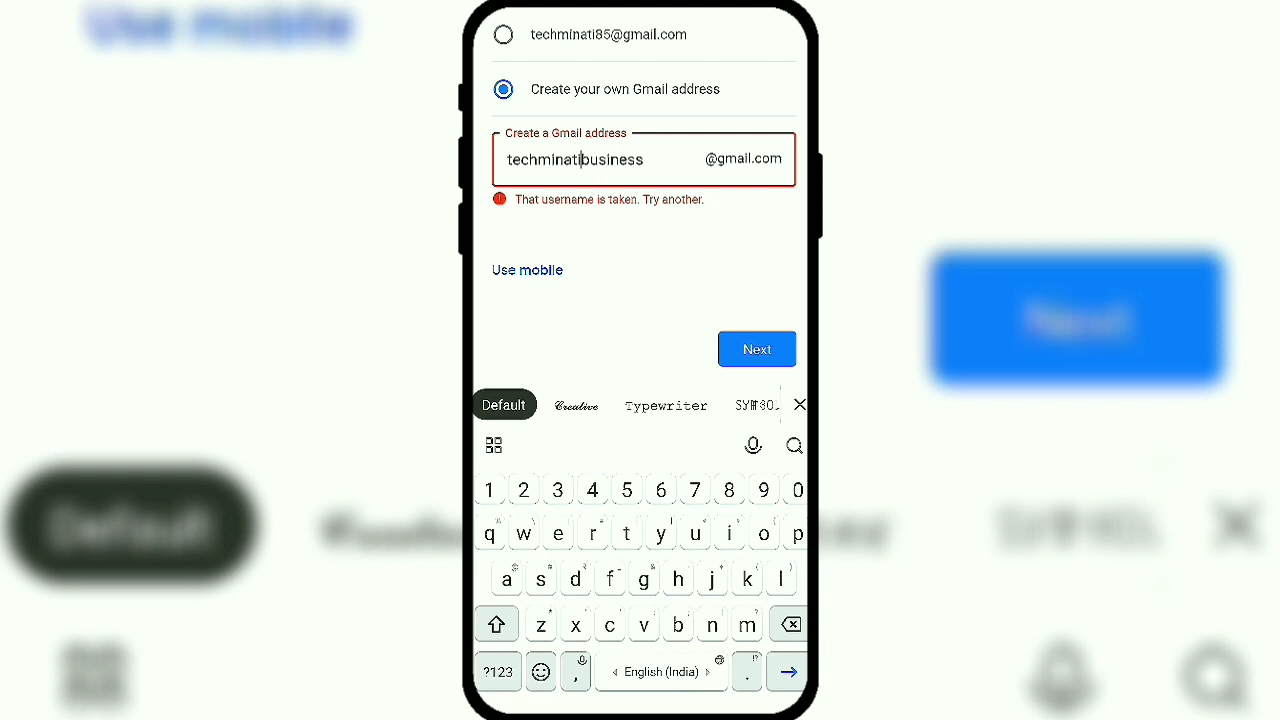 Use mobile
techminati85@gmail.com
Create your own Gmail address
Create a Gmail address
techminatibusiness @gmail.com
That username is taken. Try another.
Use mobile
Next
Next
Default Creative Typewriter SYMBOL
Default
1 2 3 4 5 6 7 8 9 0
q w e r t y u i o p
a s d f g h j k l
z x c v b n m
?123 , English (India) .